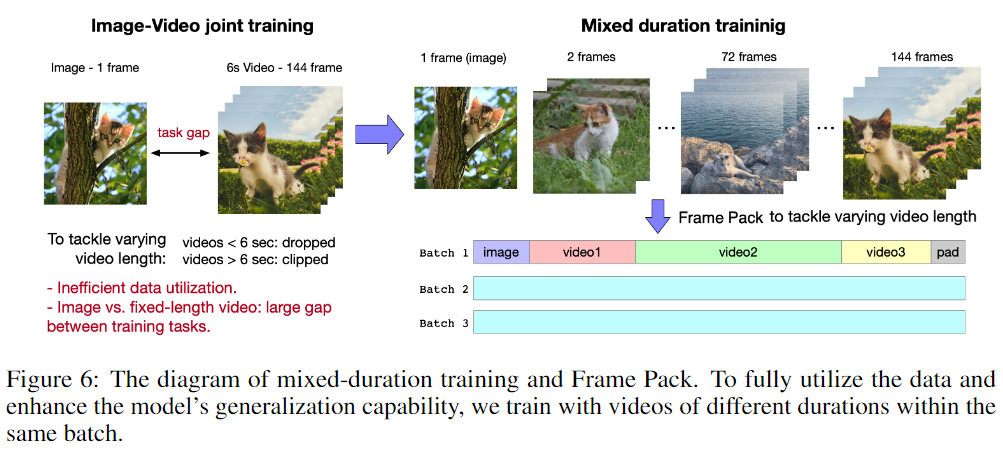 Image-Video joint training
Mixed duration traininig
Image - 1 frame
6s Video - 144 frame
1 frame (image)
2 frames
72 frames
144 frames
task gap
...
...
To tackle varying
video length:
videos < 6 sec: dropped
videos > 6 sec: clipped
- Inefficient data utilization.
- Image vs. fixed-length video: large gap
between training tasks.
Frame Pack to tackle varying video length
Batch 1
image
video1
video2
video3
pad
Batch 2
Batch 3
Figure 6: The diagram of mixed-duration training and Frame Pack. To fully utilize the data and
enhance the model's generalization capability, we train with videos of different durations within the
same batch.